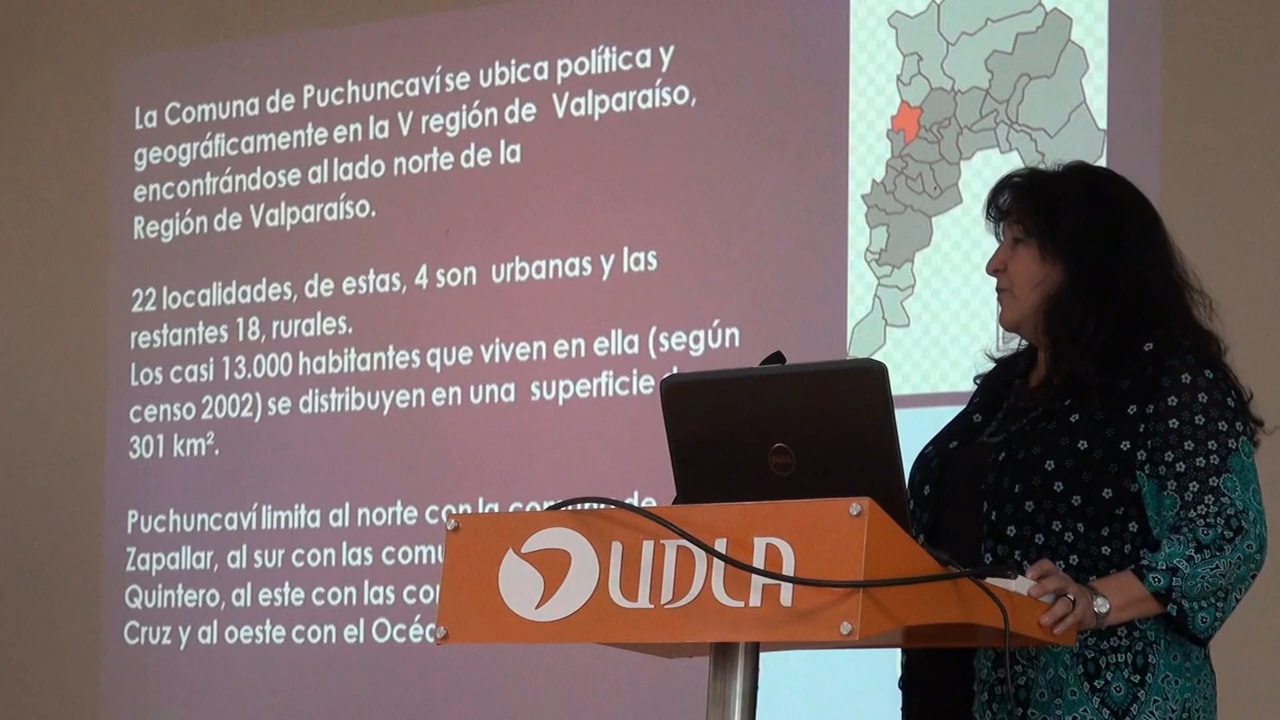 La Comuna de Puchuncaví se ubica política y
geográficamente en la V región de Valparaíso,
encontrándose al lado norte de la
Región de Valparaíso.
22 localidades, de estas, 4 son urbanas y las
restantes 18, rurales.
Los casi 13.000 habitantes que viven en ella (según
censo 2002) se distribuyen en una superficie
301 km².
Puchuncaví limita al norte con la comuna de
Zapallar, al sur con las
Quintero, al este con las
Cruz y al oeste con el
DELL
UDLA